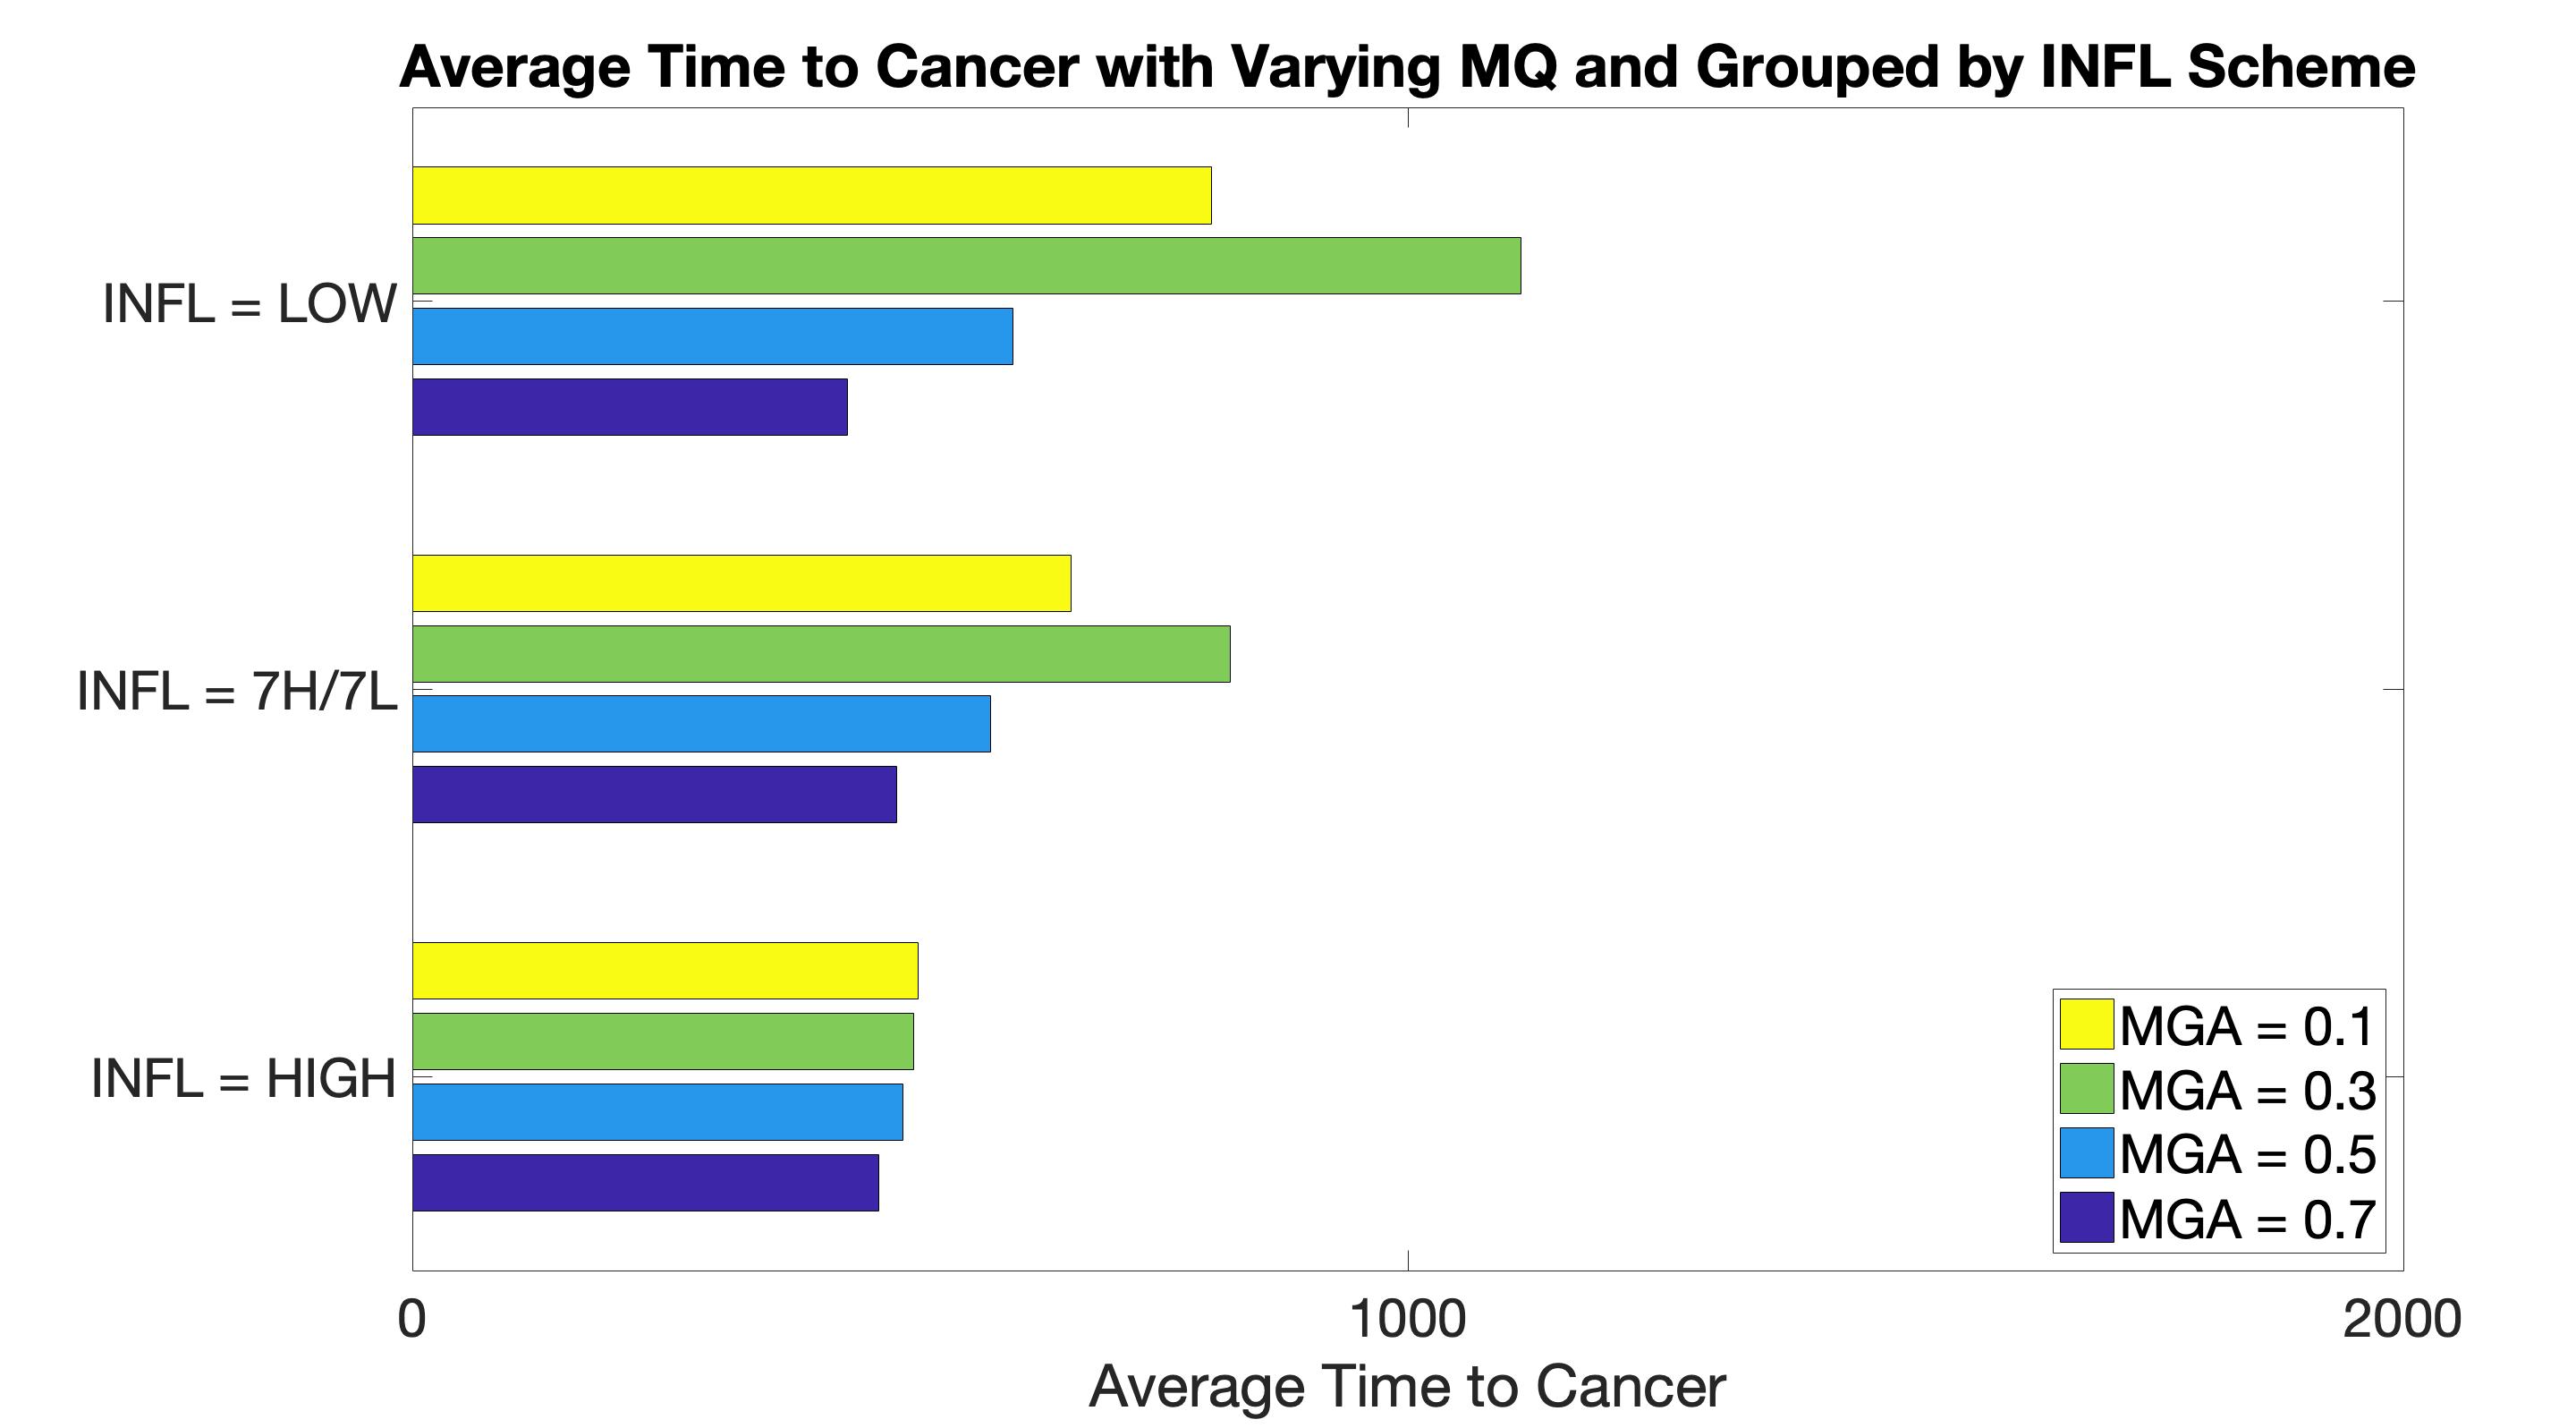 Average Time to Cancer with Varying MQ and Grouped by INFL Scheme
INFL = LOW
INFL = 7H/7L
INFL = HIGH
MGA = 0.1
MGA = 0.3
MGA = 0.5
MGA = 0.7
0 1000 2000
Average Time to Cancer